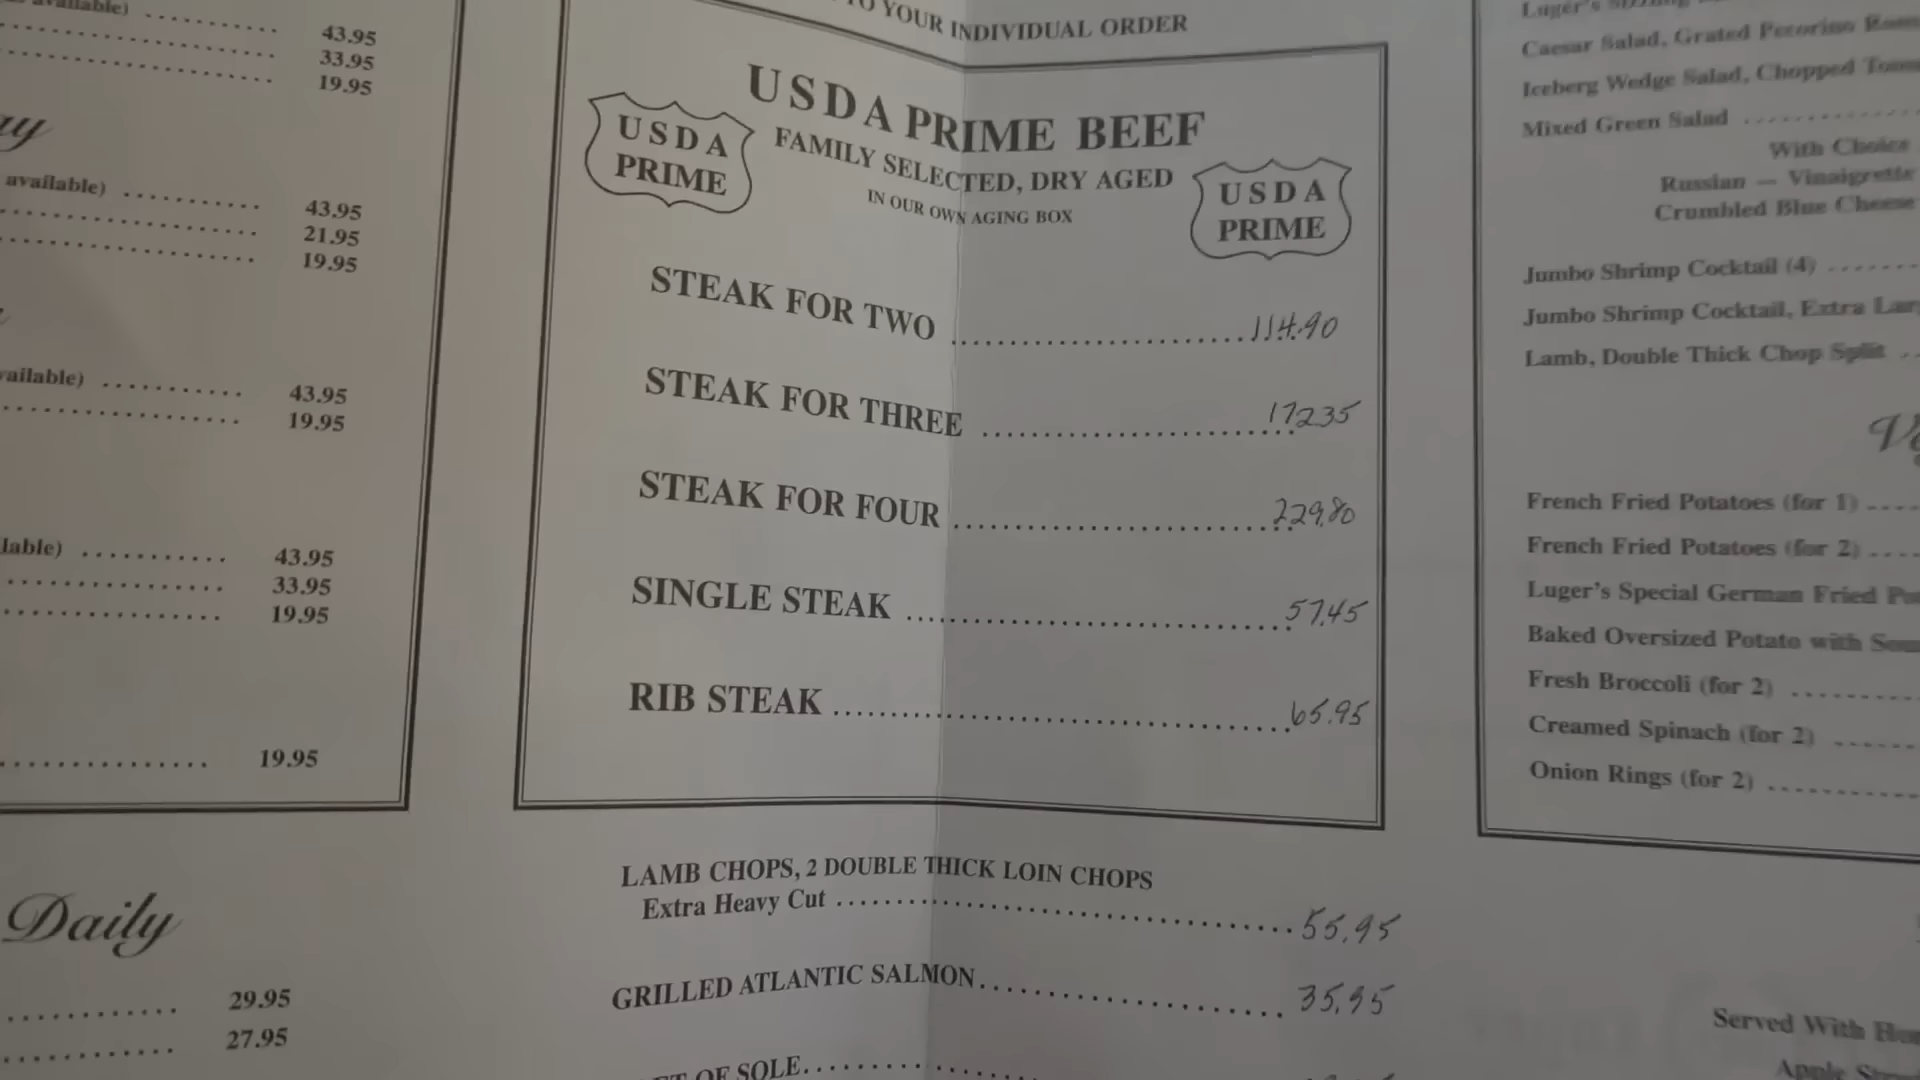 43.95
33.95
19.95
available) 43.95
21.95
19.95
43.95
19.95
43.95
33.95
19.95
19.95
Daily
29.95
27.95
TO YOUR INDIVIDUAL ORDER
USDA PRIME BEEF
USDA
PRIME
FAMILY SELECTED, DRY AGED
IN OUR OWN AGING BOX
USDA
PRIME
STEAK FOR TWO 114.90
STEAK FOR THREE 172.35
STEAK FOR FOUR 229.80
SINGLE STEAK 57.45
RIB STEAK 65.95
LAMB CHOPS, 2 DOUBLE THICK LOIN CHOPS
Extra Heavy Cut 55.95
GRILLED ATLANTIC SALMON 35.95
OF SOLE
Luger's
Caesar Salad, Grated Pecorino
Iceberg Wedge Salad, Chopped
Mixed Green Salad
With Choice
Russian — Vinaigrette
Crumbled Blue Cheese
Jumbo Shrimp Cocktail (4)
Jumbo Shrimp Cocktail, Extra
Lamb, Double Thick Chop Split
French Fried Potatoes (for 1)
French Fried Potatoes (for 2)
Luger's Special German Fried
Baked Oversized Potato with
Fresh Broccoli (for 2)
Creamed Spinach (for 2)
Onion Rings (for 2)
Served With
Apple